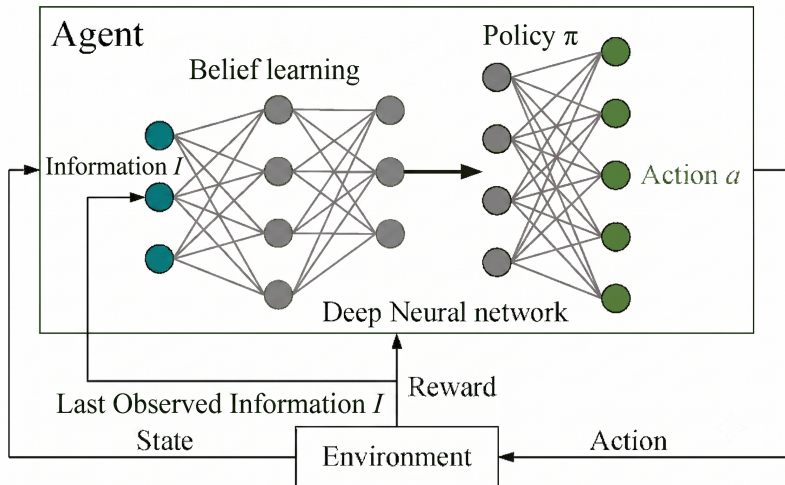 Agent
Policy π
Belief learning
Information I
Action a
Deep Neural network
Reward
Last Observed Information I
State
Action
Environment